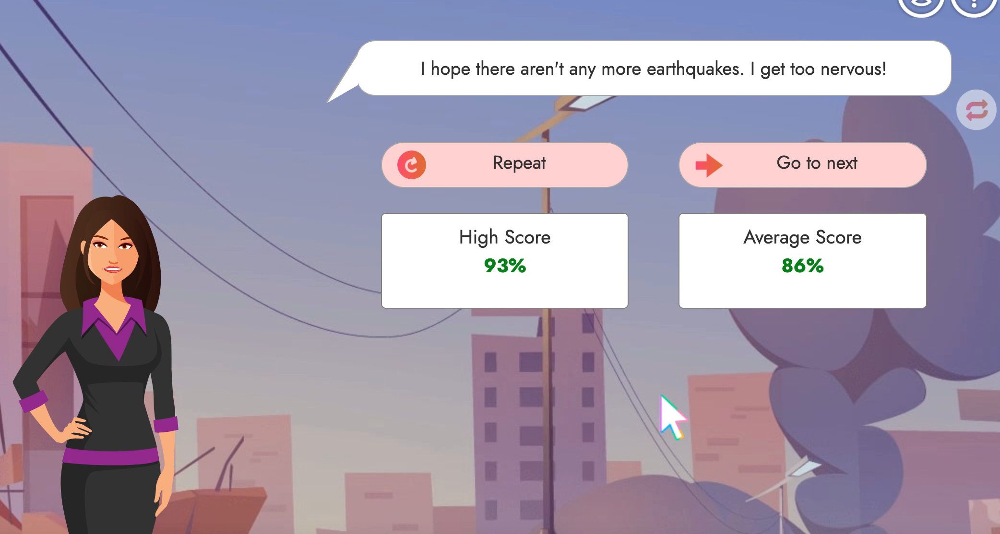 I hope there aren't any more earthquakes. I get too nervous!
Repeat
Go to next
High Score
93%
Average Score
86%